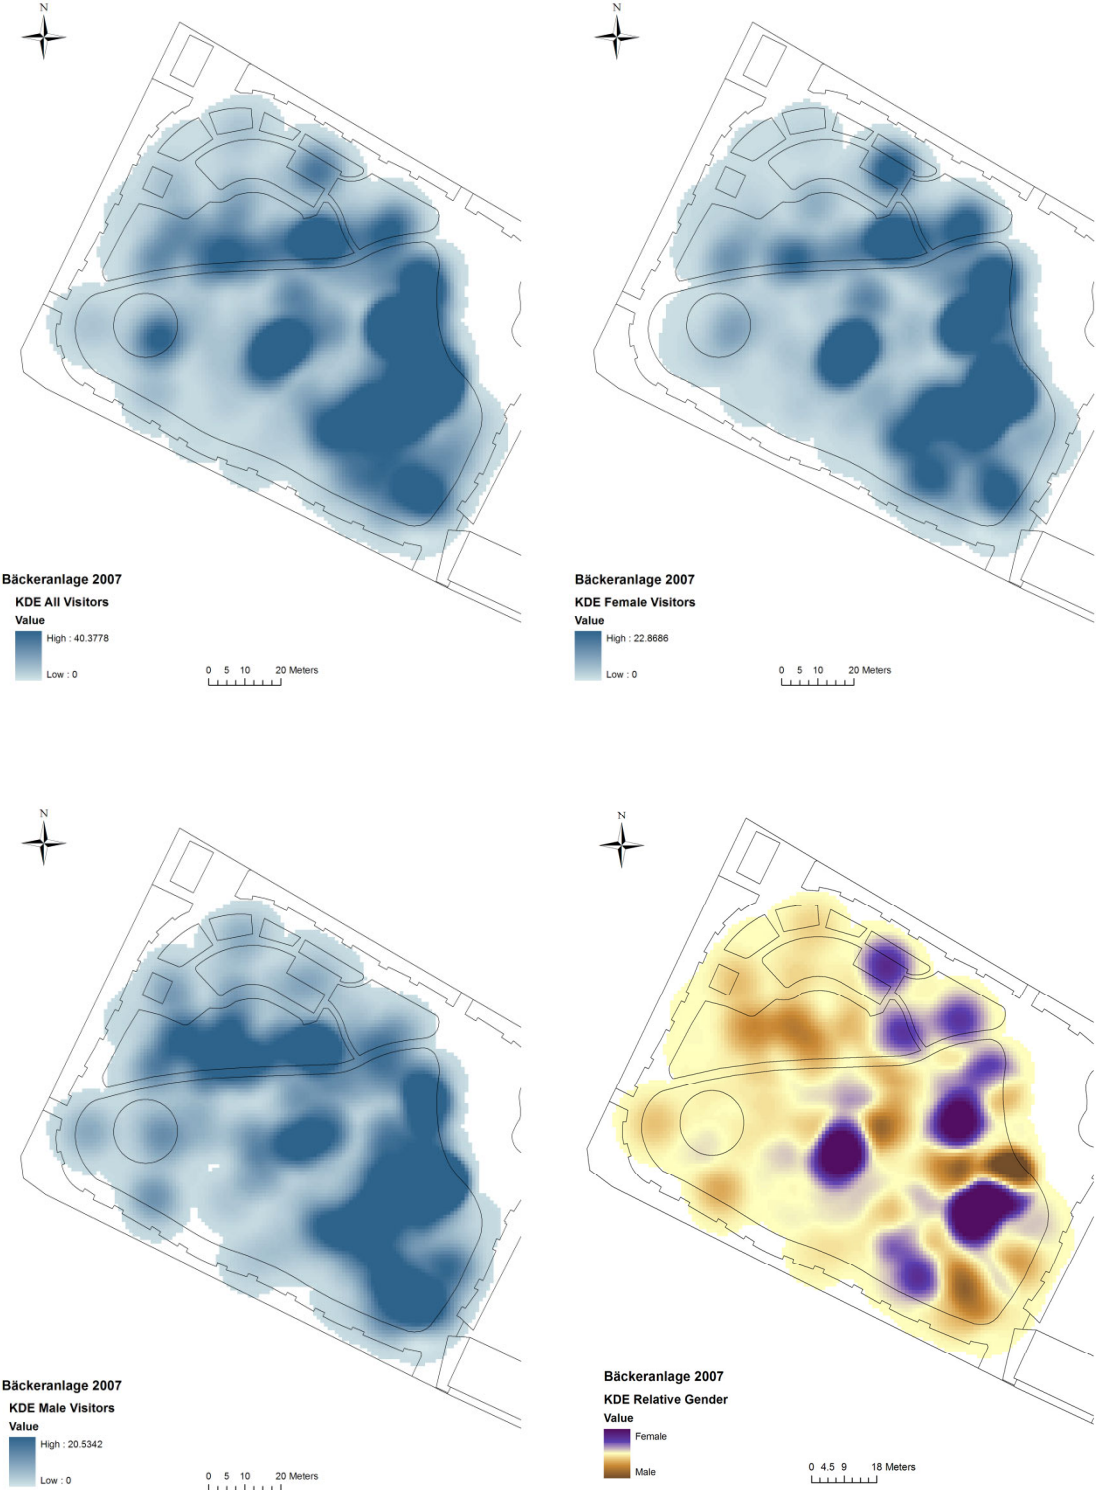 N
Bäckeranlage 2007
KDE All Visitors
Value
High : 40.3778
Low : 0
0 5 10 20 Meters
N
Bäckeranlage 2007
KDE Female Visitors
Value
High : 22.8686
Low : 0
0 5 10 20 Meters
N
Bäckeranlage 2007
KDE Male Visitors
Value
High : 20.5342
Low : 0
0 5 10 20 Meters
N
Bäckeranlage 2007
KDE Relative Gender
Value
Female
Male
0 4.5 9 18 Meters